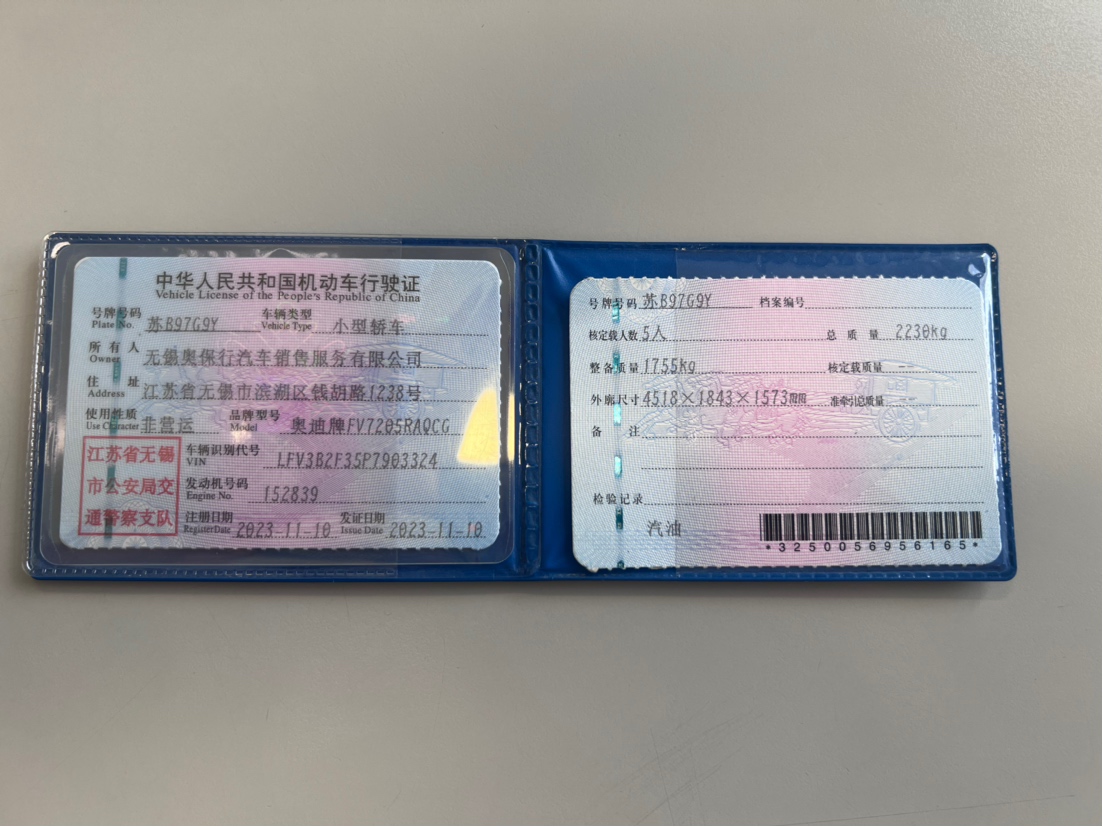 中华人民共和国机动车行驶证
Vehicle License of the People's Republic of China
号牌号码 苏B97G9Y 车辆类型 小型轿车
Plate No. Vehicle Type
所有人 无锡奥保行汽车销售服务有限公司
Owner
住址 江苏省无锡市滨湖区钱胡路1238号
Address
使用性质 非营运 品牌型号 奥迪牌FV7205RAQCG
Use Character Model
江苏省无锡
市公安局交
通警察支队
车辆识别代号 LFV3B2F35P7903324
VIN
发动机号码 152839
Engine No.
注册日期 2023-11-10 发证日期 2023-11-10
Register Date Issue Date
号牌号码 苏B97G9Y 档案编号
核定载人数 5人 总质量 2230kg
整备质量 1755kg 核定载质量 --
外廓尺寸 4518×1843×1573mm 准牵引总质量 --
备注
检验记录
汽油
*3250056956165*